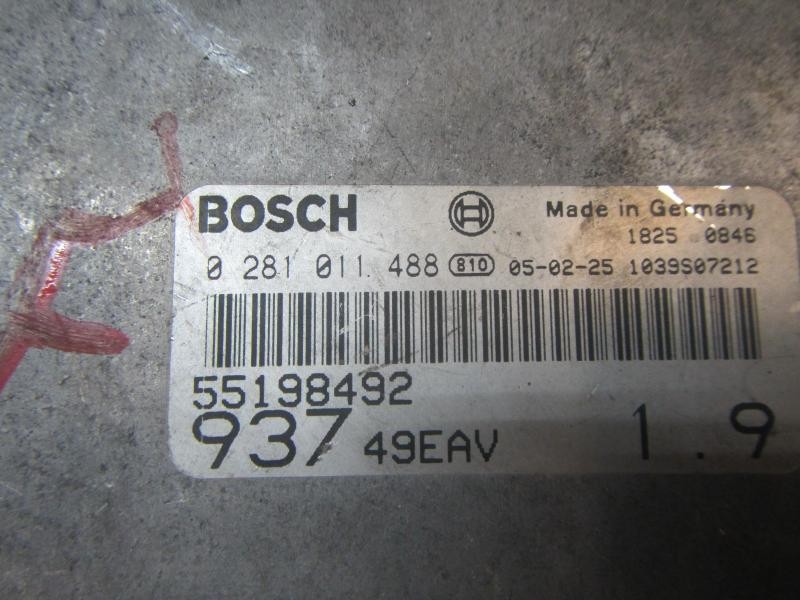 BOSCH Made in Germany
1825 0846
0 281 011 488 810 05-02-25 1039S07212
55198492
937 49EAV 1.9